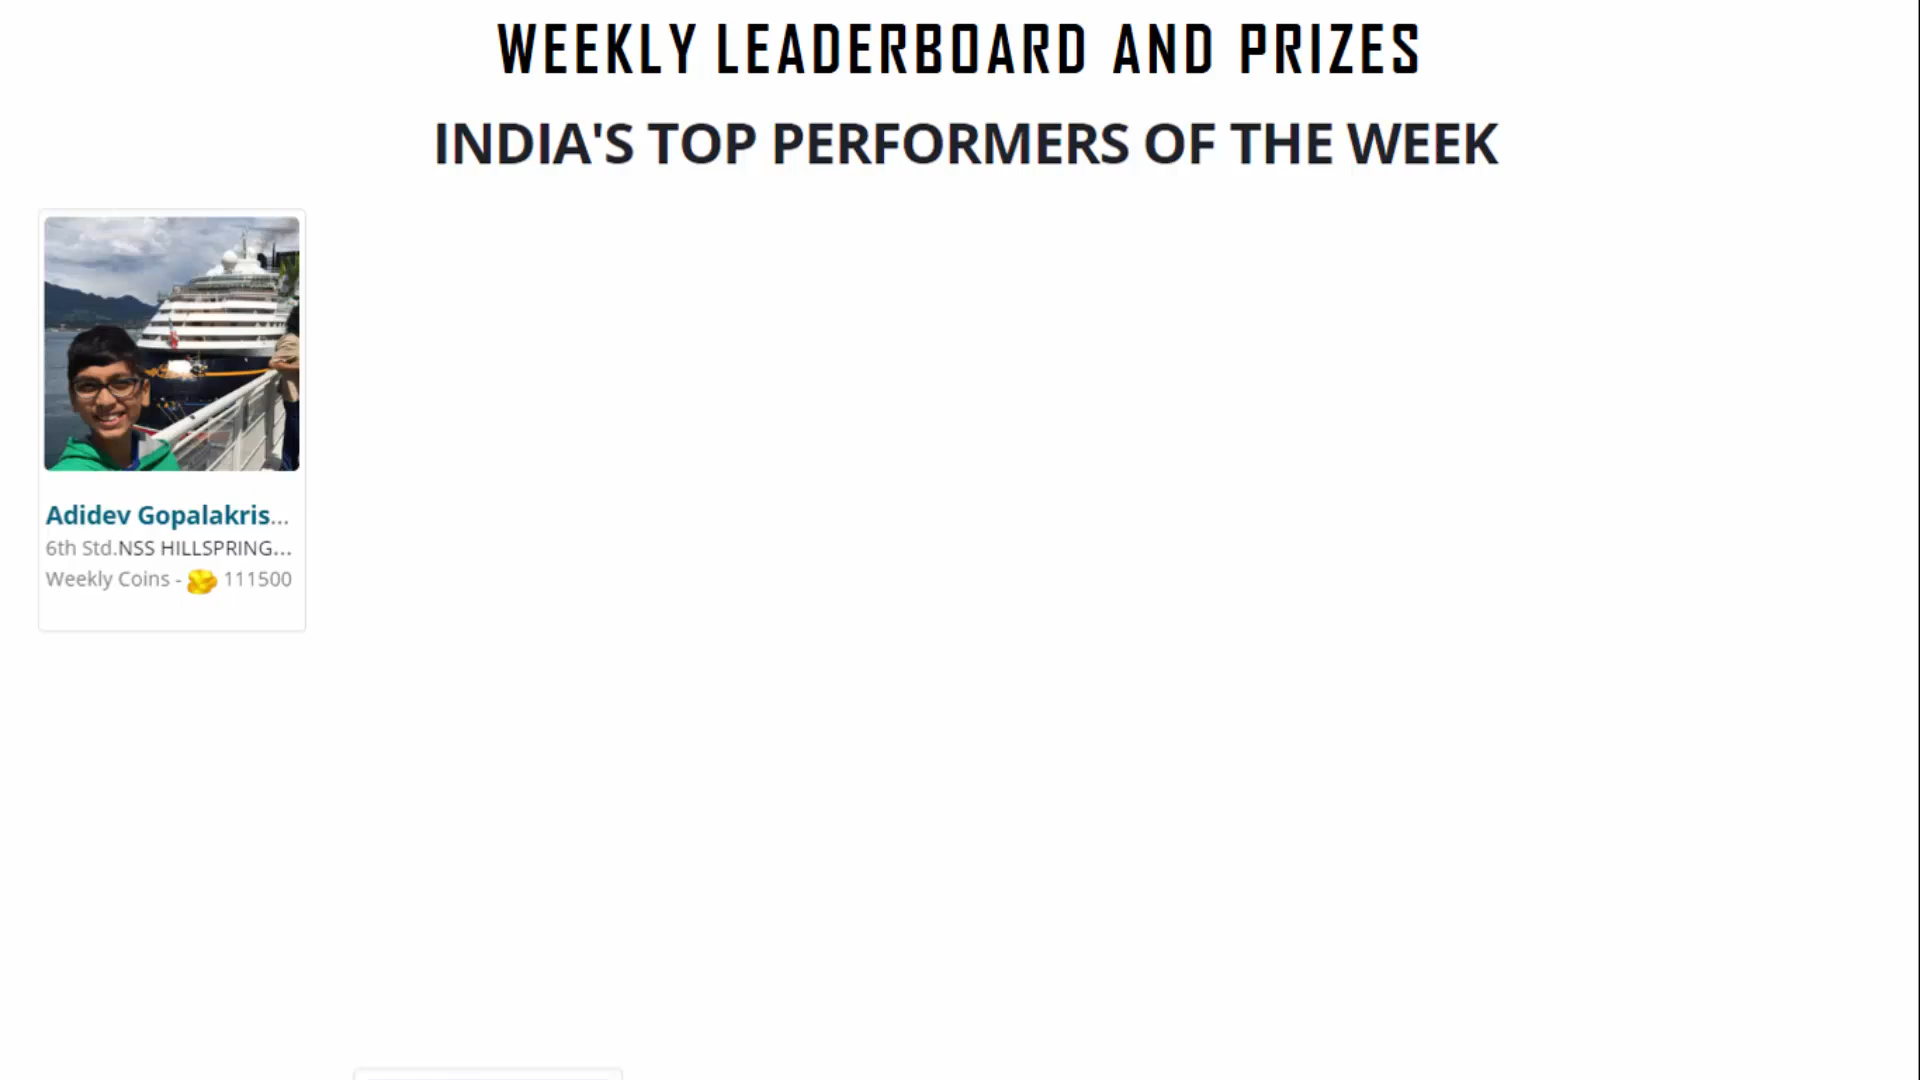 WEEKLY LEADERBOARD AND PRIZES
INDIA'S TOP PERFORMERS OF THE WEEK
Adidev Gopalakris...
6th Std.NSS HILLSPRING...
Weekly Coins - 111500